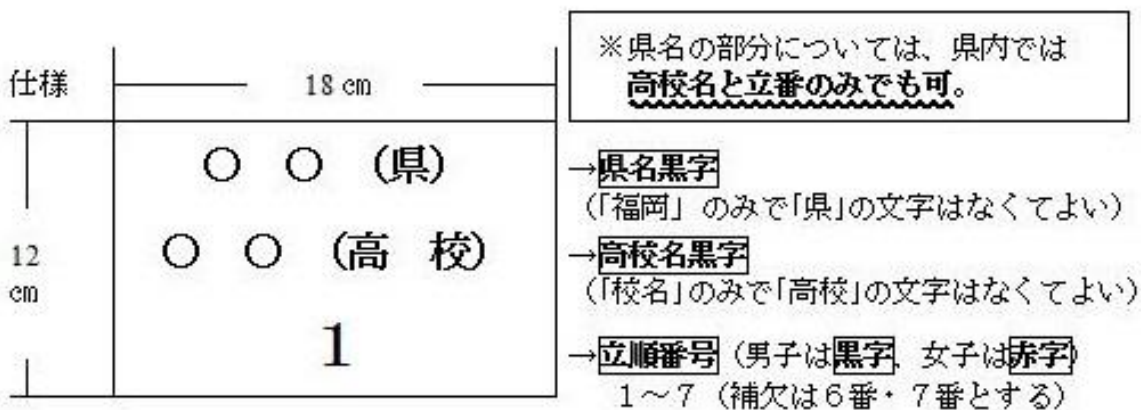 仕様
18 cm
※県名の部分については、県内では
高校名と立番のみでも可。
○ ○ (県)
→県名黒字
(「福岡」のみで「県」の文字はなくてよい)
12
cm
○ ○ (高 校)
→高校名黒字
(「校名」のみで「高校」の文字はなくてよい)
1
→立順番号(男子は黒字、女子は赤字)
1～7(補欠は6番・7番とする)